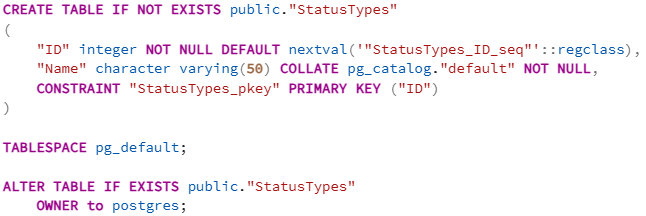 CREATE TABLE IF NOT EXISTS public."StatusTypes"
(
    "ID" integer NOT NULL DEFAULT nextval('"StatusTypes_ID_seq"'::regclass),
    "Name" character varying(50) COLLATE pg_catalog."default" NOT NULL,
    CONSTRAINT "StatusTypes_pkey" PRIMARY KEY ("ID")
)
TABLESPACE pg_default;
ALTER TABLE IF EXISTS public."StatusTypes"
    OWNER to postgres;